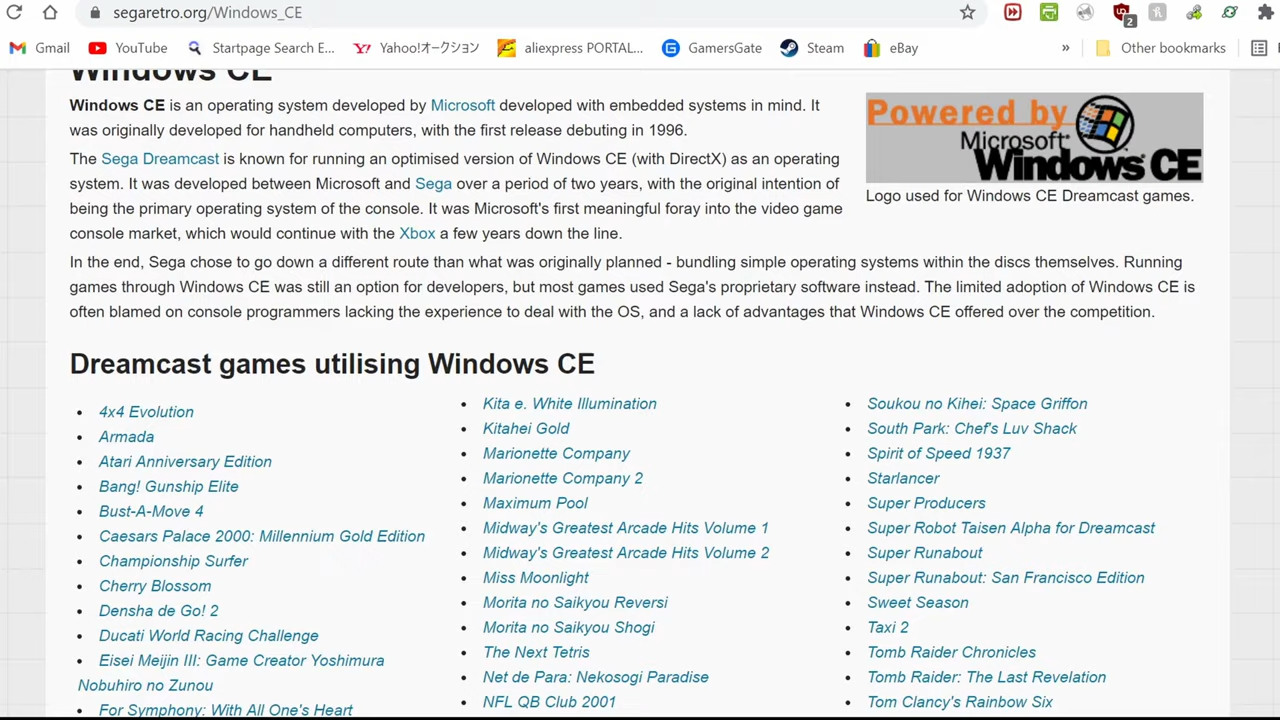 segaretro.org/Windows_CE
2
Gmail
YouTube
Startpage Search E...
Yahoo!オークション
aliexpress PORTAL...
GamersGate
Steam
eBay
»
Other bookmarks
Windows CE
Windows CE is an operating system developed by Microsoft developed with embedded systems in mind. It
was originally developed for handheld computers, with the first release debuting in 1996.
The Sega Dreamcast is known for running an optimised version of Windows CE (with DirectX) as an operating
system. It was developed between Microsoft and Sega over a period of two years, with the original intention of
being the primary operating system of the console. It was Microsoft's first meaningful foray into the video game
console market, which would continue with the Xbox a few years down the line.
Powered by
Microsoft®
Windows CE
Logo used for Windows CE Dreamcast games.
In the end, Sega chose to go down a different route than what was originally planned - bundling simple operating systems within the discs themselves. Running
games through Windows CE was still an option for developers, but most games used Sega's proprietary software instead. The limited adoption of Windows CE is
often blamed on console programmers lacking the experience to deal with the OS, and a lack of advantages that Windows CE offered over the competition.
Dreamcast games utilising Windows CE
4x4 Evolution
Armada
Atari Anniversary Edition
Bang! Gunship Elite
Bust-A-Move 4
Caesars Palace 2000: Millennium Gold Edition
Championship Surfer
Cherry Blossom
Densha de Go! 2
Ducati World Racing Challenge
Eisei Meijin III: Game Creator Yoshimura
Nobuhiro no Zunou
For Symphony: With All One's Heart
Kita e. White Illumination
Kitahei Gold
Marionette Company
Marionette Company 2
Maximum Pool
Midway's Greatest Arcade Hits Volume 1
Midway's Greatest Arcade Hits Volume 2
Miss Moonlight
Morita no Saikyou Reversi
Morita no Saikyou Shogi
The Next Tetris
Net de Para: Nekosogi Paradise
NFL QB Club 2001
Soukou no Kihei: Space Griffon
South Park: Chef's Luv Shack
Spirit of Speed 1937
Starlancer
Super Producers
Super Robot Taisen Alpha for Dreamcast
Super Runabout
Super Runabout: San Francisco Edition
Sweet Season
Taxi 2
Tomb Raider Chronicles
Tomb Raider: The Last Revelation
Tom Clancy's Rainbow Six